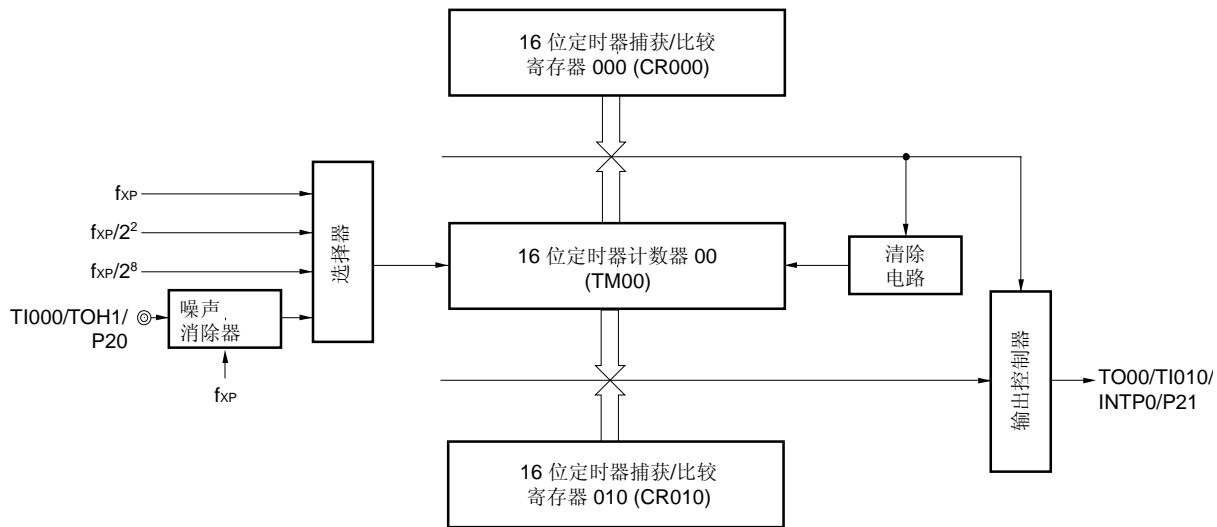 16 位定时器捕获/比较
寄存器 000 (CR000)
fXP
fXP/2²
fXP/2⁸
选择器
16 位定时器计数器 00
(TM00)
清除
电路
TI000/TOH1/
P20
噪声
消除器
fXP
输出控制器
TO00/TI010/
INTP0/P21
16 位定时器捕获/比较
寄存器 010 (CR010)